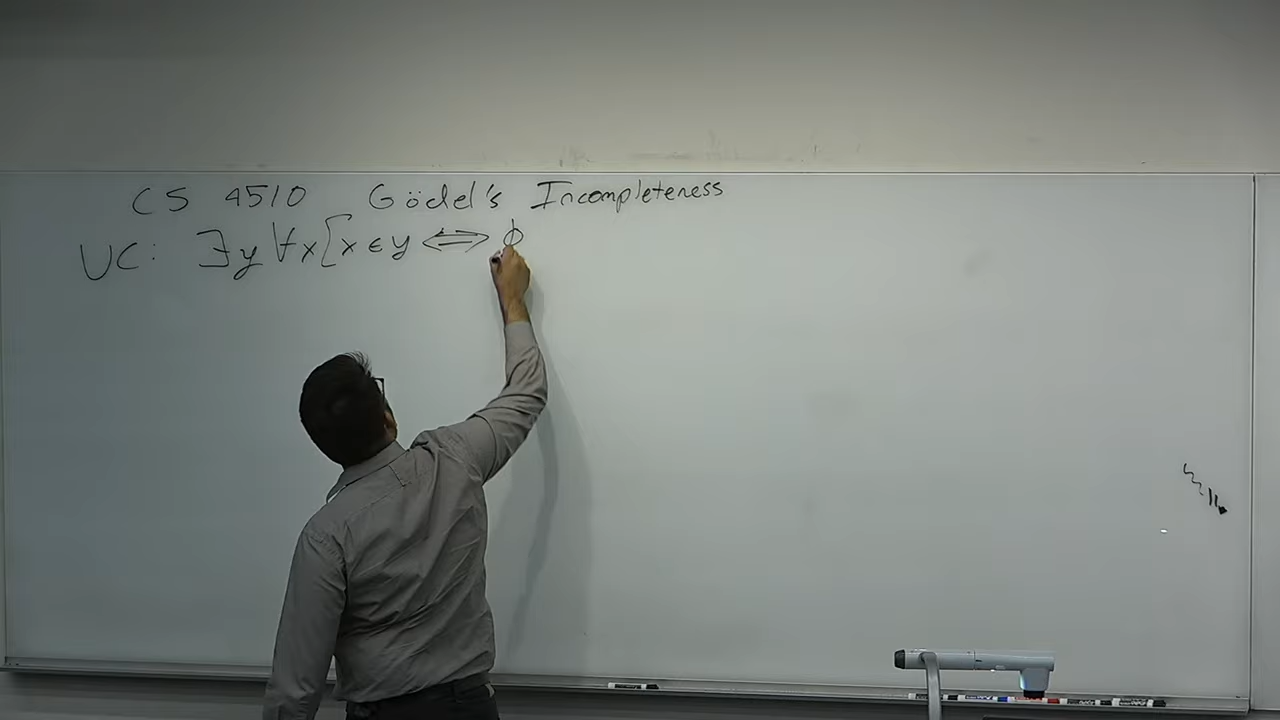 CS 4510 Gödel's Incompleteness
UC: ∃y ∀x[x ∈ y ⟺ ϕ